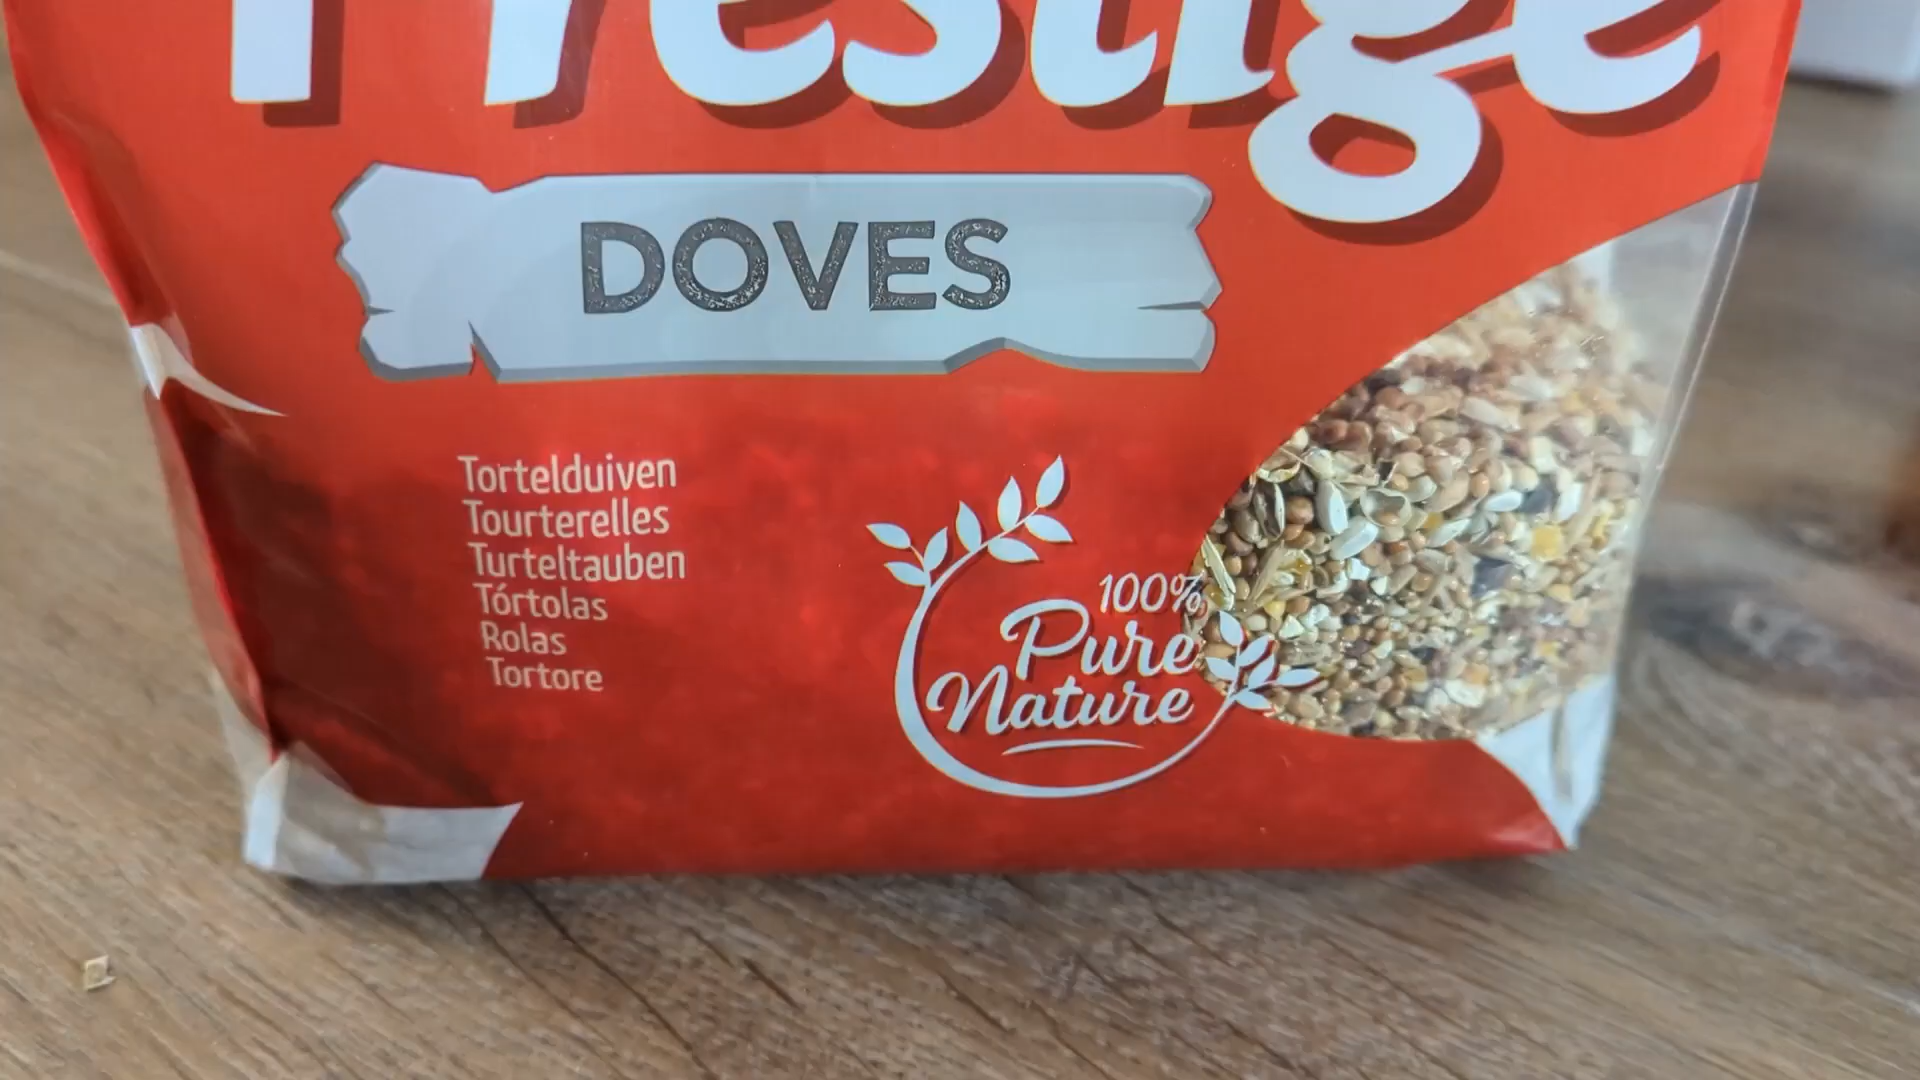 Prestige
DOVES
Tortelduiven
Tourterelles
Turteltauben
Tórtolas
Rolas
Tortore
100%
Pure
Nature